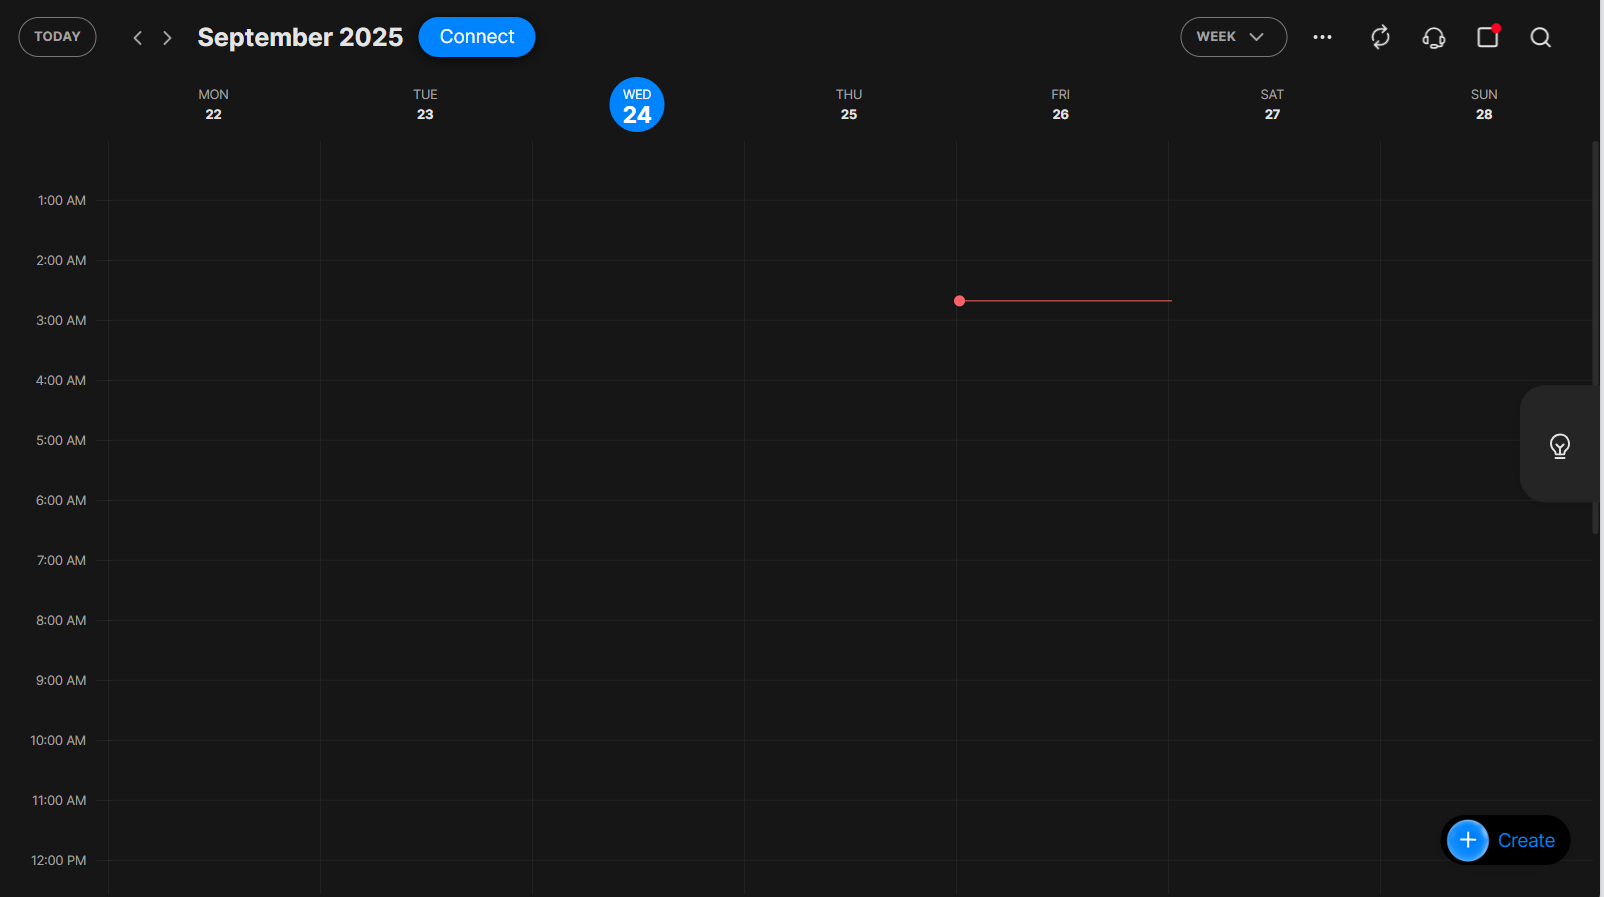 TODAY
September 2025
Connect
WEEK
MON
22
TUE
23
WED
24
THU
25
FRI
26
SAT
27
SUN
28
1:00 AM
2:00 AM
3:00 AM
4:00 AM
5:00 AM
6:00 AM
7:00 AM
8:00 AM
9:00 AM
10:00 AM
11:00 AM
12:00 PM
Create